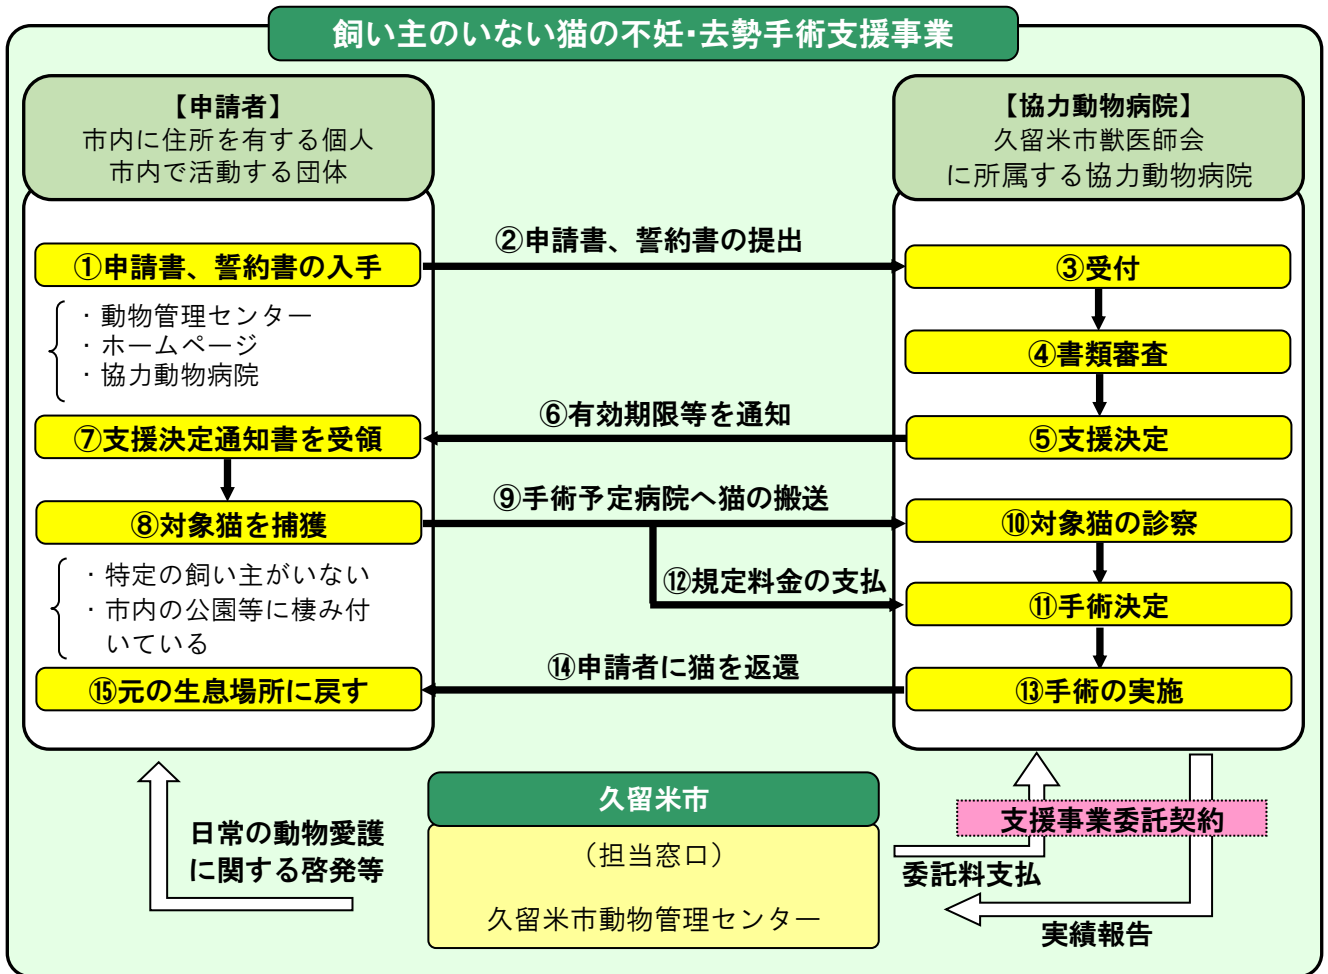 飼い主のいない猫の不妊・去勢手術支援事業
【申請者】
市内に住所を有する個人
市内で活動する団体
【協力動物病院】
久留米市獣医師会
に所属する協力動物病院
①申請書、誓約書の入手
②申請書、誓約書の提出
③受付
・動物管理センター
・ホームページ
・協力動物病院
④書類審査
⑤支援決定
⑥有効期限等を通知
⑦支援決定通知書を受領
⑧対象猫を捕獲
⑨手術予定病院へ猫の搬送
⑩対象猫の診察
・特定の飼い主がいない
・市内の公園等に棲み付
いている
⑫規定料金の支払
⑪手術決定
⑬手術の実施
⑭申請者に猫を返還
⑮元の生息場所に戻す
日常の動物愛護
に関する啓発等
久留米市
（担当窓口）
久留米市動物管理センター
支援事業委託契約
委託料支払
実績報告